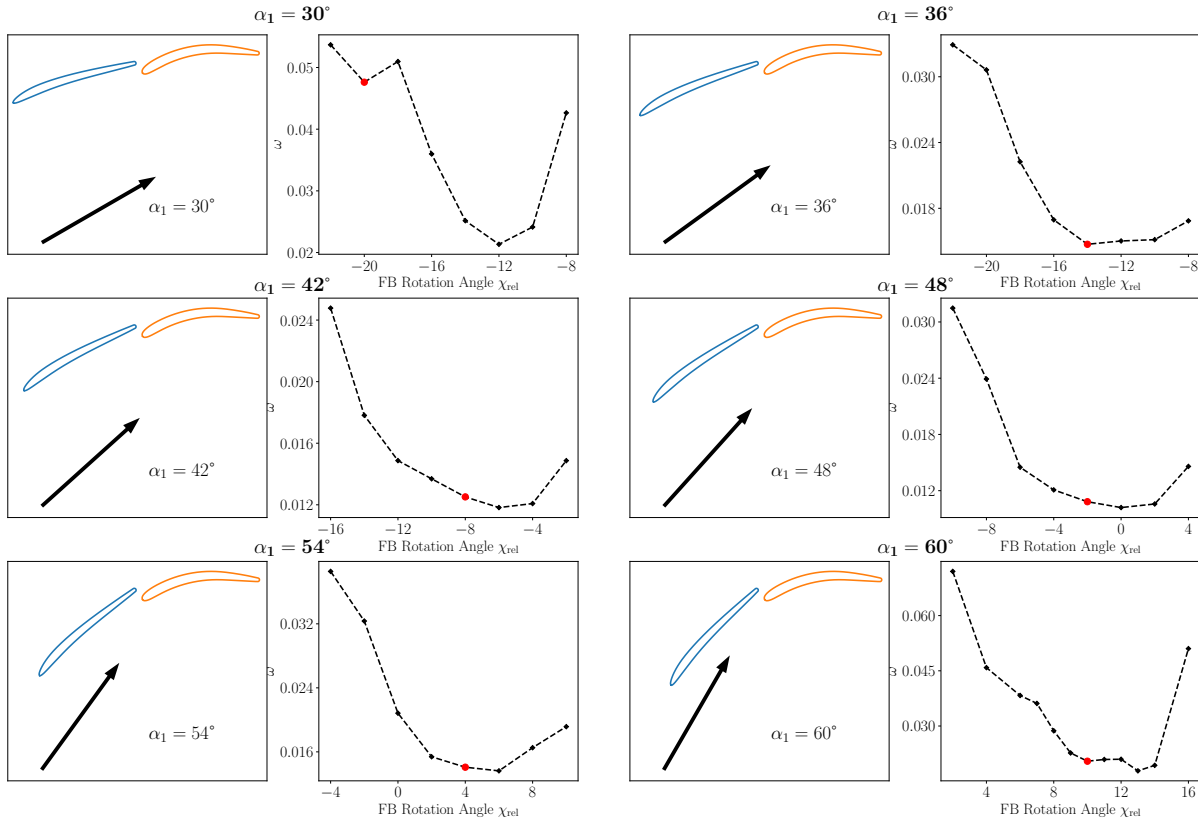 α₁ = 30°
α₁ = 36°
α₁ = 30°
0.05
0.04
0.03
0.02
ω
−20
−16
−12
−8
FB Rotation Angle χrel
α₁ = 36°
0.030
0.024
0.018
ω
−20
−16
−12
−8
FB Rotation Angle χrel
α₁ = 42°
α₁ = 48°
α₁ = 42°
0.024
0.020
0.016
0.012
ω
−16
−12
−8
−4
FB Rotation Angle χrel
α₁ = 48°
0.030
0.024
0.018
0.012
ω
−8
−4
0
4
FB Rotation Angle χrel
α₁ = 54°
α₁ = 60°
α₁ = 54°
0.032
0.024
0.016
ω
−4
0
4
8
FB Rotation Angle χrel
α₁ = 60°
0.060
0.045
0.030
ω
4
8
12
16
FB Rotation Angle χrel